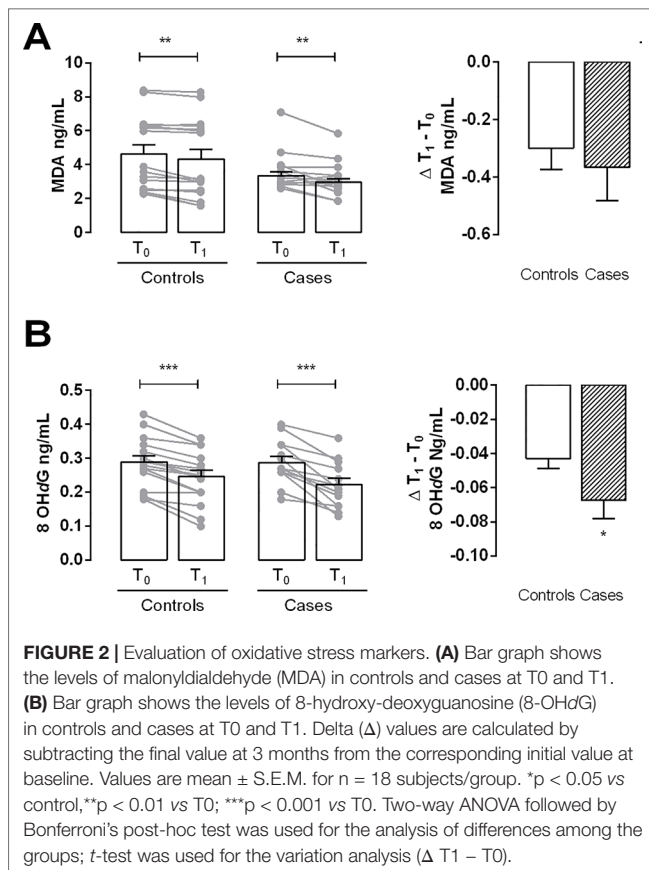 A
**
**
10
8
6
4
2
0
MDA ng/mL
T0 T1 T0 T1
Controls Cases
0.0
-0.2
-0.4
-0.6
Δ T1 - T0
MDA ng/mL
Controls Cases
B
***
***
0.5
0.4
0.3
0.2
0.1
0.0
8 OHdG ng/mL
T0 T1 T0 T1
Controls Cases
0.00
-0.02
-0.04
-0.06
-0.08
-0.10
Δ T1 - T0
8 OHdG Ng/mL
*
Controls Cases
FIGURE 2 | Evaluation of oxidative stress markers. (A) Bar graph shows
the levels of malonyldialdehyde (MDA) in controls and cases at T0 and T1.
(B) Bar graph shows the levels of 8-hydroxy-deoxyguanosine (8-OHdG)
in controls and cases at T0 and T1. Delta (Δ) values are calculated by
subtracting the final value at 3 months from the corresponding initial value at
baseline. Values are mean ± S.E.M. for n = 18 subjects/group. *p < 0.05 vs
control,**p < 0.01 vs T0; ***p < 0.001 vs T0. Two-way ANOVA followed by
Bonferroni's post-hoc test was used for the analysis of differences among the
groups; t-test was used for the variation analysis (Δ T1 – T0).